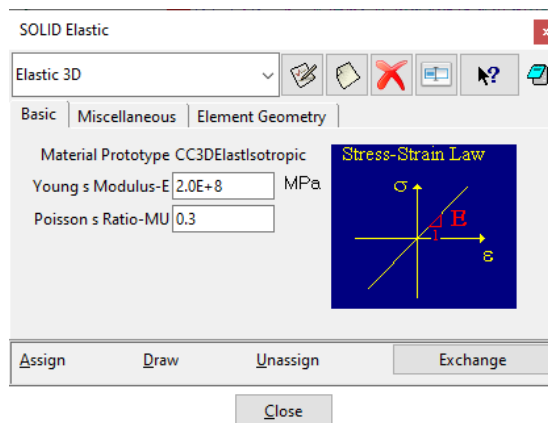 SOLID Elastic
x
Elastic 3D
?
Basic Miscellaneous Element Geometry
Material Prototype CC3DElastIsotropic
Young s Modulus-E 2.0E+8 MPa
Poisson s Ratio-MU 0.3
Stress-Strain Law
σ
E
1
ε
Assign Draw Unassign Exchange
Close